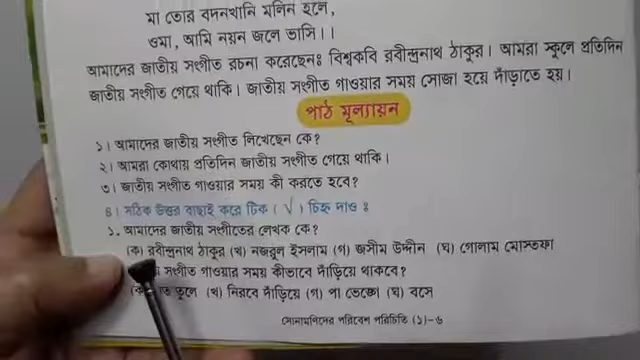 মা তোর বদনখানি মলিন হলে,
ওমা, আমি নয়ন জলে ভাসি।।
আমাদের জাতীয় সংগীত রচনা করেছেনঃ বিশ্বকবি রবীন্দ্রনাথ ঠাকুর। আমরা স্কুলে প্রতিদিন
জাতীয় সংগীত গেয়ে থাকি। জাতীয় সংগীত গাওয়ার সময় সোজা হয়ে দাঁড়াতে হয়।
পাঠ মূল্যায়ন
১। আমাদের জাতীয় সংগীত লিখেছেন কে?
২। আমরা কোথায় প্রতিদিন জাতীয় সংগীত গেয়ে থাকি।
৩। জাতীয় সংগীত গাওয়ার সময় কী করতে হবে?
৪। সঠিক উত্তর বাছাই করে টিক (√) চিহ্ন দাও ঃ
১. আমাদের জাতীয় সংগীতের লেখক কে?
(ক) রবীন্দ্রনাথ ঠাকুর (খ) নজরুল ইসলাম (গ) জসীম উদ্দীন (ঘ) গোলাম মোস্তফা
সংগীত গাওয়ার সময় কীভাবে দাঁড়িয়ে থাকবে?
তুলে (খ) নিরবে দাঁড়িয়ে (গ) পা ভেঙ্গে (ঘ) বসে
সোনামণিদের পরিবেশ পরিচিতি (১)-৬